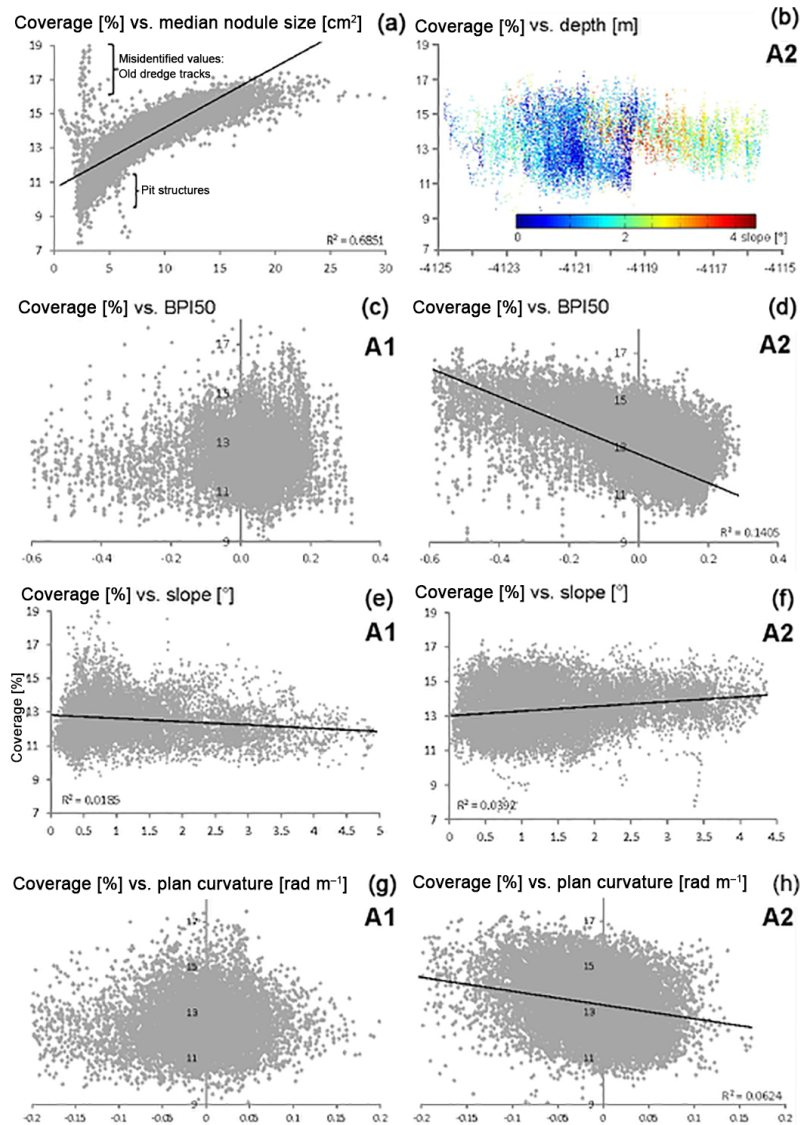 Coverage [%] vs. median nodule size [cm²] (a)
19
17
15
13
11
9
7
Misidentified values:
Old dredge tracks
Pit structures
R² = 0.6851
0 5 10 15 20 25 30
Coverage [%] vs. depth [m] (b)
A2
19
17
15
13
11
9
7
0 2 4 slope [°]
-4125 -4123 -4121 -4119 -4117 -4115
Coverage [%] vs. BPI50 (c)
A1
17
15
13
11
9
-0.6 -0.4 -0.2 0.0 0.2 0.4
Coverage [%] vs. BPI50 (d)
A2
17
15
13
11
9
R² = 0.1405
-0.6 -0.4 -0.2 0.0 0.2 0.4
Coverage [%] vs. slope [°] (e)
A1
Coverage [%]
19
17
15
13
11
9
7
R² = 0.0185
0 0.5 1 1.5 2 2.5 3 3.5 4 4.5 5
Coverage [%] vs. slope [°] (f)
A2
19
17
15
13
11
9
7
R² = 0.0392
0 0.5 1 1.5 2 2.5 3 3.5 4 4.5
Coverage [%] vs. plan curvature [rad m⁻¹] (g)
A1
17
15
13
11
9
-0.2 -0.15 -0.1 -0.05 0 0.05 0.1 0.15 0.2
Coverage [%] vs. plan curvature [rad m⁻¹] (h)
A2
17
15
13
11
9
R² = 0.0624
-0.2 -0.15 -0.1 -0.05 0 0.05 0.1 0.15 0.2